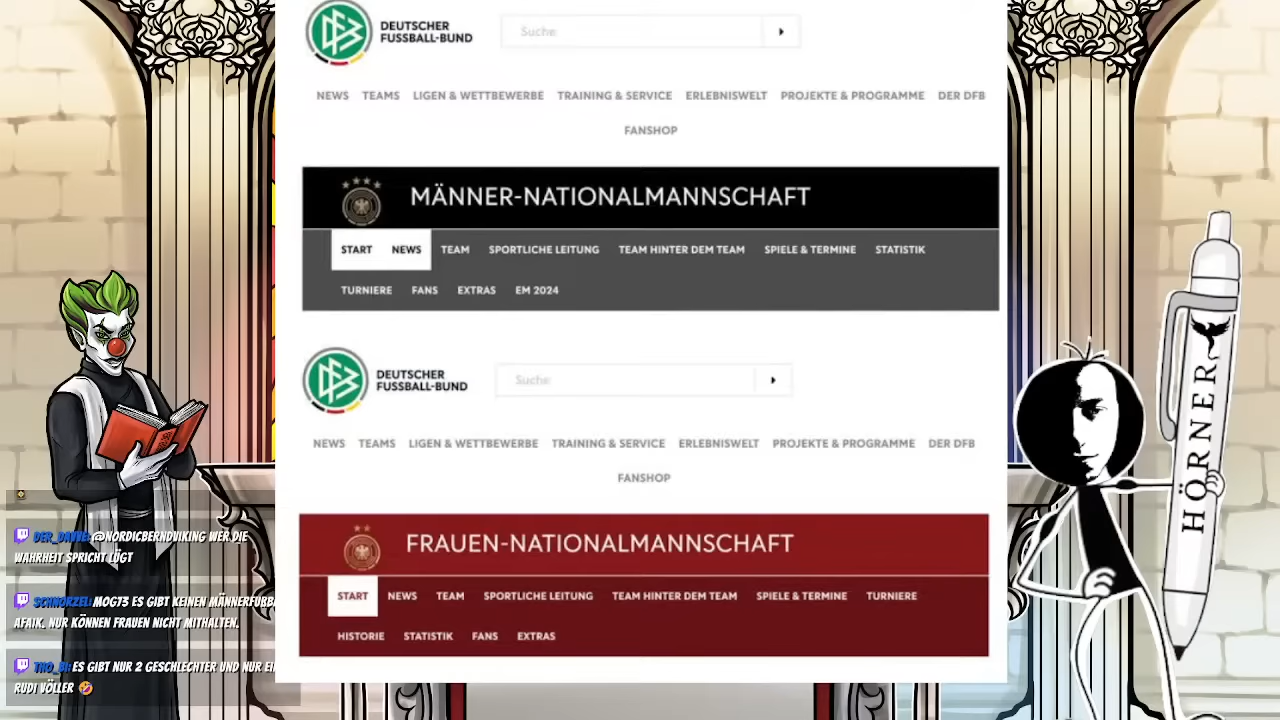 DEUTSCHER
FUSSBALL-BUND
Suche
NEWS TEAMS LIGEN & WETTBEWERBE TRAINING & SERVICE ERLEBNISWELT PROJEKTE & PROGRAMME DER DFB
FANSHOP
MÄNNER-NATIONALMANNSCHAFT
START NEWS TEAM SPORTLICHE LEITUNG TEAM HINTER DEM TEAM SPIELE & TERMINE STATISTIK
TURNIERE FANS EXTRAS EM 2024
DEUTSCHER
FUSSBALL-BUND
Suche
NEWS TEAMS LIGEN & WETTBEWERBE TRAINING & SERVICE ERLEBNISWELT PROJEKTE & PROGRAMME DER DFB
FANSHOP
FRAUEN-NATIONALMANNSCHAFT
START NEWS TEAM SPORTLICHE LEITUNG TEAM HINTER DEM TEAM SPIELE & TERMINE TURNIERE
HISTORIE STATISTIK FANS EXTRAS
HÖRNER
@NORDICBERNDVIKING WER DIE
WAHRHEIT SPRICHT LÜGT
SCHNORZEL: MOG73 ES GIBT KEINEN
AFAIK. NUR KÖNNEN FRAUEN NICHT MITHALTEN.
THO_BI: ES GIBT NUR 2 GESCHLECHTER UND NUR
RUDI VÖLLER 🤣